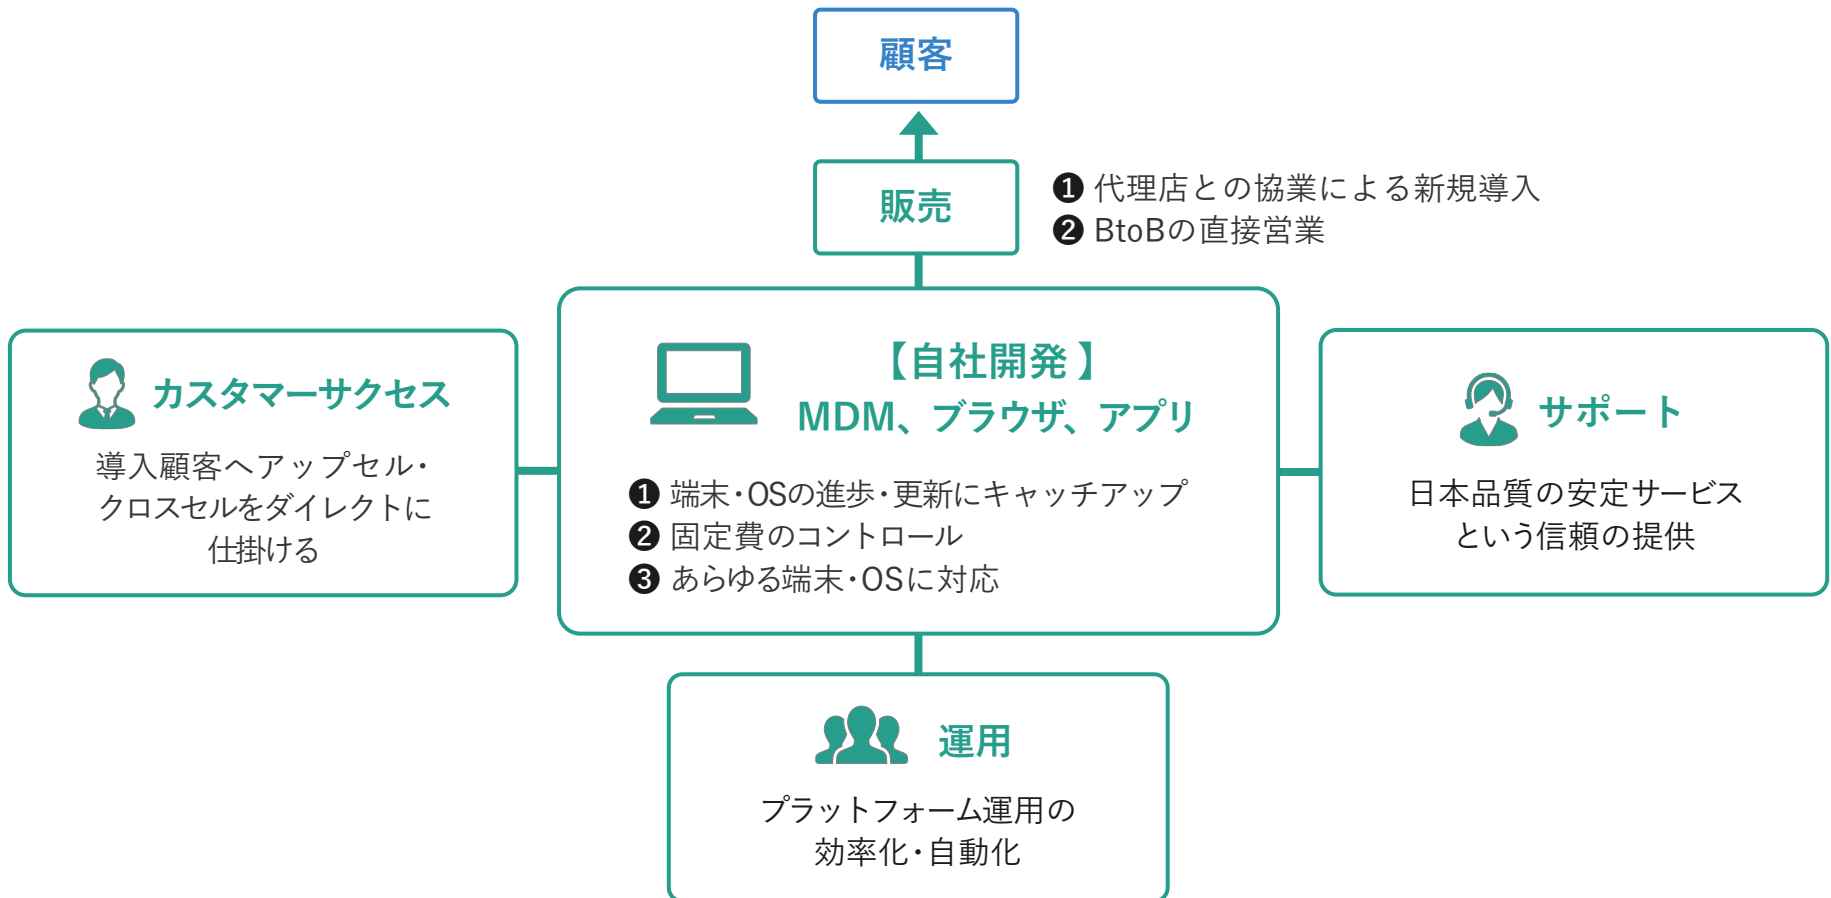 顧客
販売
❶ 代理店との協業による新規導入
❷ BtoBの直接営業
カスタマーサクセス
導入顧客へアップセル・
クロスセルをダイレクトに
仕掛ける
【自社開発】
MDM、ブラウザ、アプリ
❶ 端末・OSの進歩・更新にキャッチアップ
❷ 固定費のコントロール
❸ あらゆる端末・OSに対応
サポート
日本品質の安定サービス
という信頼の提供
運用
プラットフォーム運用の
効率化・自動化